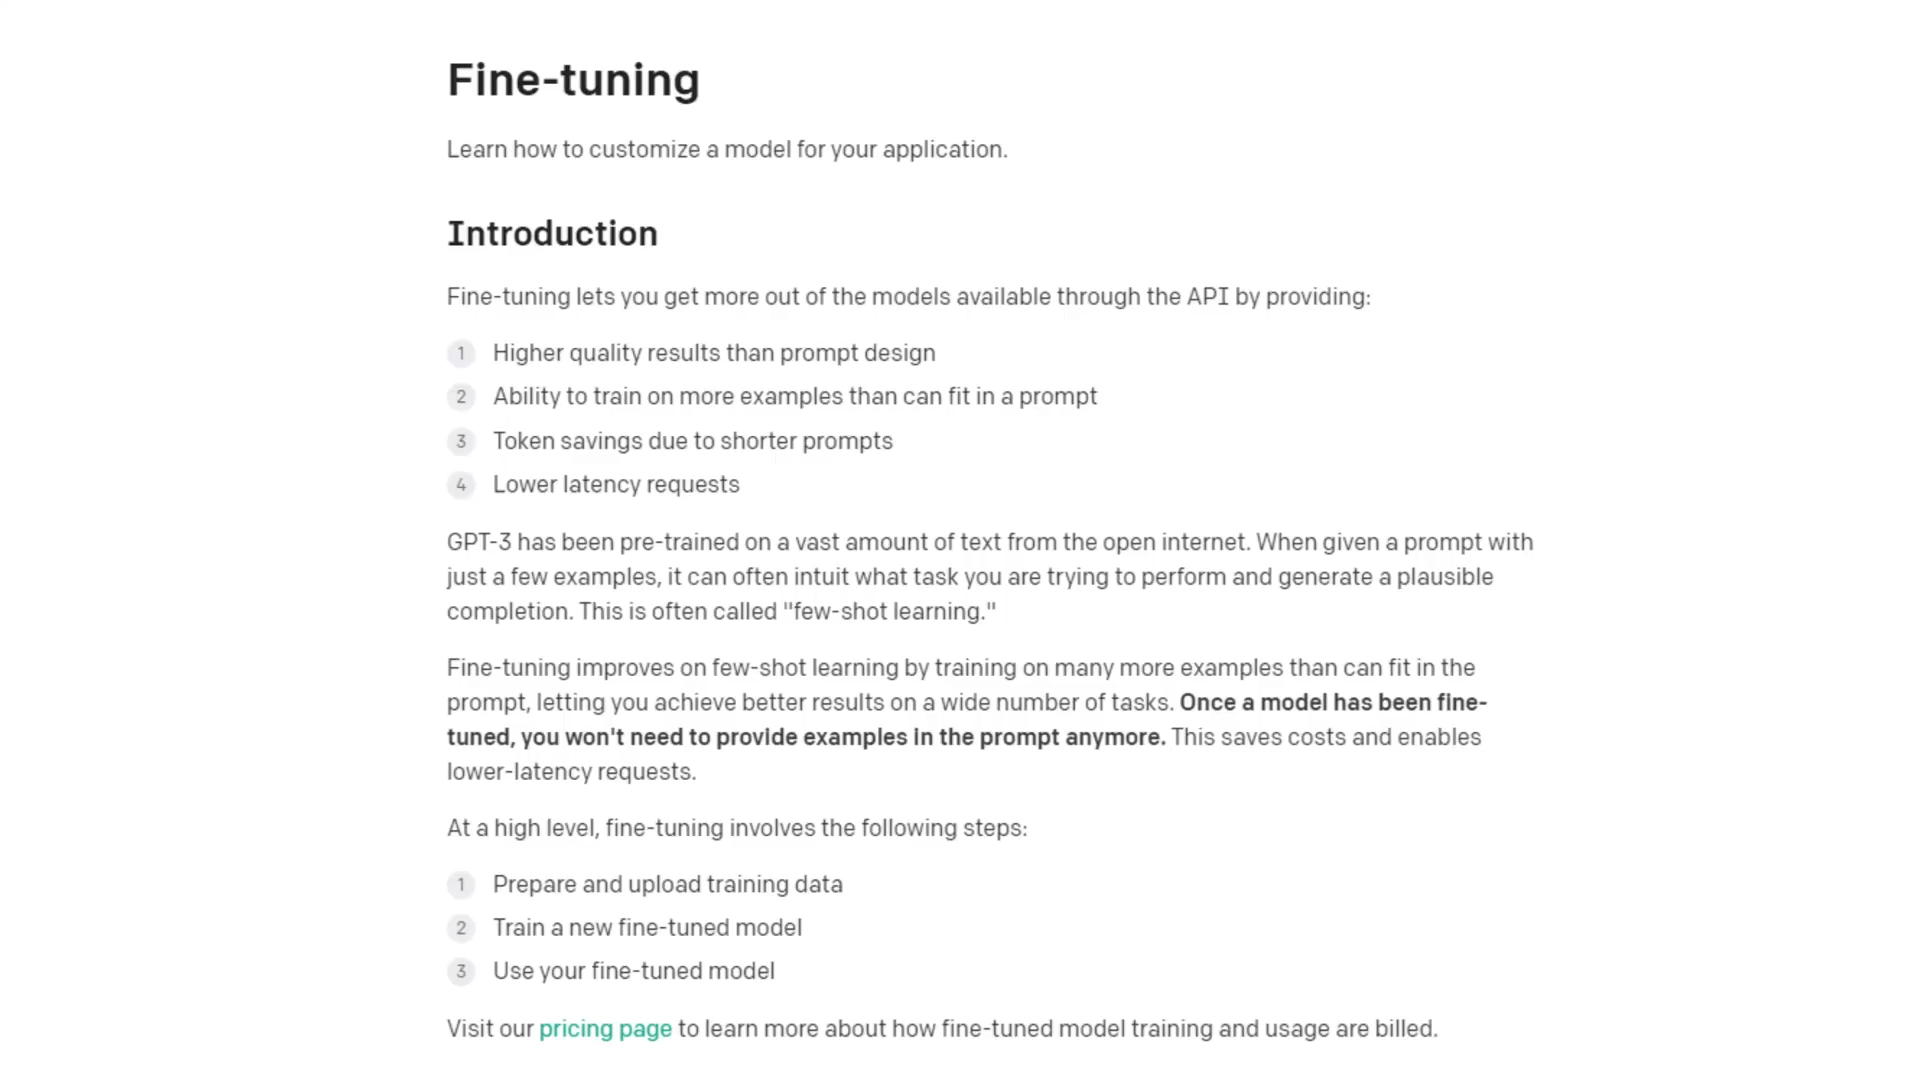 Fine-tuning
Learn how to customize a model for your application.
Introduction
Fine-tuning lets you get more out of the models available through the API by providing:
1 Higher quality results than prompt design
2 Ability to train on more examples than can fit in a prompt
3 Token savings due to shorter prompts
4 Lower latency requests
GPT-3 has been pre-trained on a vast amount of text from the open internet. When given a prompt with
just a few examples, it can often intuit what task you are trying to perform and generate a plausible
completion. This is often called "few-shot learning."
Fine-tuning improves on few-shot learning by training on many more examples than can fit in the
prompt, letting you achieve better results on a wide number of tasks. Once a model has been fine-
tuned, you won't need to provide examples in the prompt anymore. This saves costs and enables
lower-latency requests.
At a high level, fine-tuning involves the following steps:
1 Prepare and upload training data
2 Train a new fine-tuned model
3 Use your fine-tuned model
Visit our pricing page to learn more about how fine-tuned model training and usage are billed.